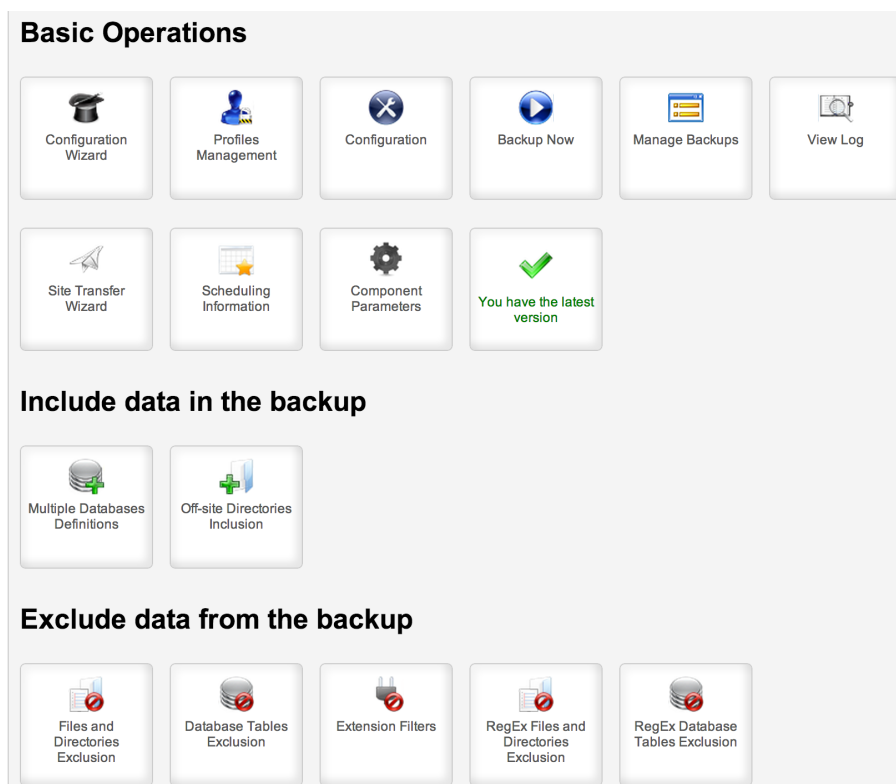 Basic Operations
Configuration
Wizard
Profiles
Management
Configuration
Backup Now
Manage Backups
View Log
Site Transfer
Wizard
Scheduling
Information
Component
Parameters
You have the latest
version
Include data in the backup
Multiple Databases
Definitions
Off-site Directories
Inclusion
Exclude data from the backup
Files and
Directories
Exclusion
Database Tables
Exclusion
Extension Filters
RegEx Files and
Directories
Exclusion
RegEx Database
Tables Exclusion